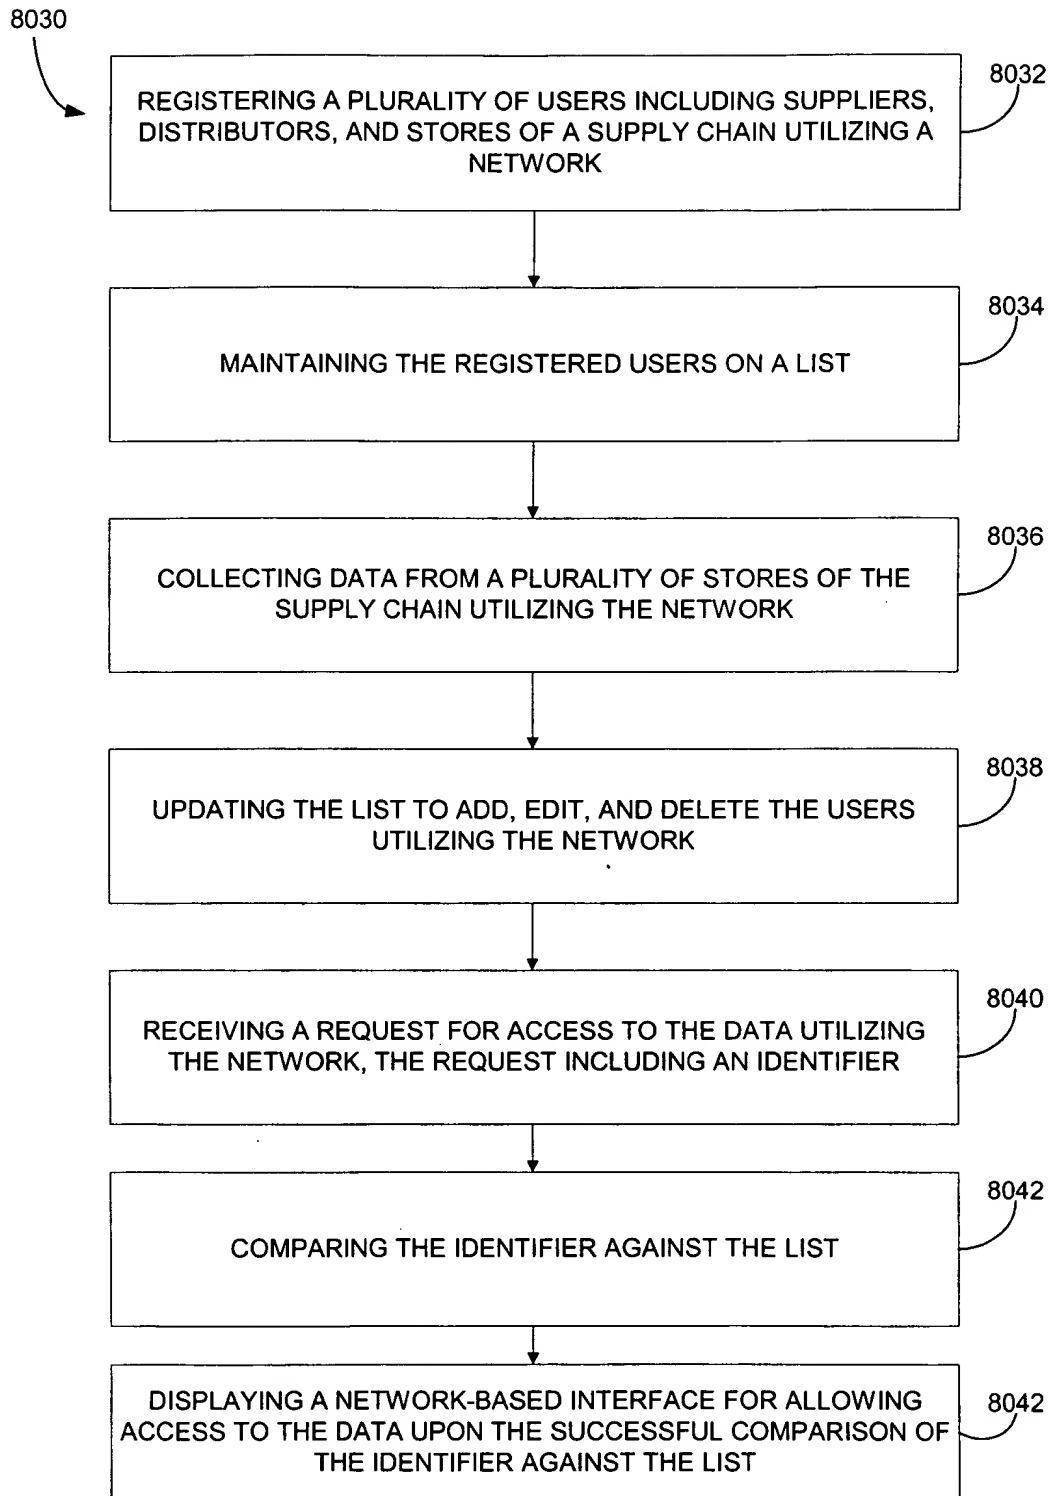 8030
8032
REGISTERING A PLURALITY OF USERS INCLUDING SUPPLIERS,
DISTRIBUTORS, AND STORES OF A SUPPLY CHAIN UTILIZING A
NETWORK
8034
MAINTAINING THE REGISTERED USERS ON A LIST
8036
COLLECTING DATA FROM A PLURALITY OF STORES OF THE
SUPPLY CHAIN UTILIZING THE NETWORK
8038
UPDATING THE LIST TO ADD, EDIT, AND DELETE THE USERS
UTILIZING THE NETWORK
8040
RECEIVING A REQUEST FOR ACCESS TO THE DATA UTILIZING
THE NETWORK, THE REQUEST INCLUDING AN IDENTIFIER
8042
COMPARING THE IDENTIFIER AGAINST THE LIST
8042
DISPLAYING A NETWORK-BASED INTERFACE FOR ALLOWING
ACCESS TO THE DATA UPON THE SUCCESSFUL COMPARISON OF
THE IDENTIFIER AGAINST THE LIST